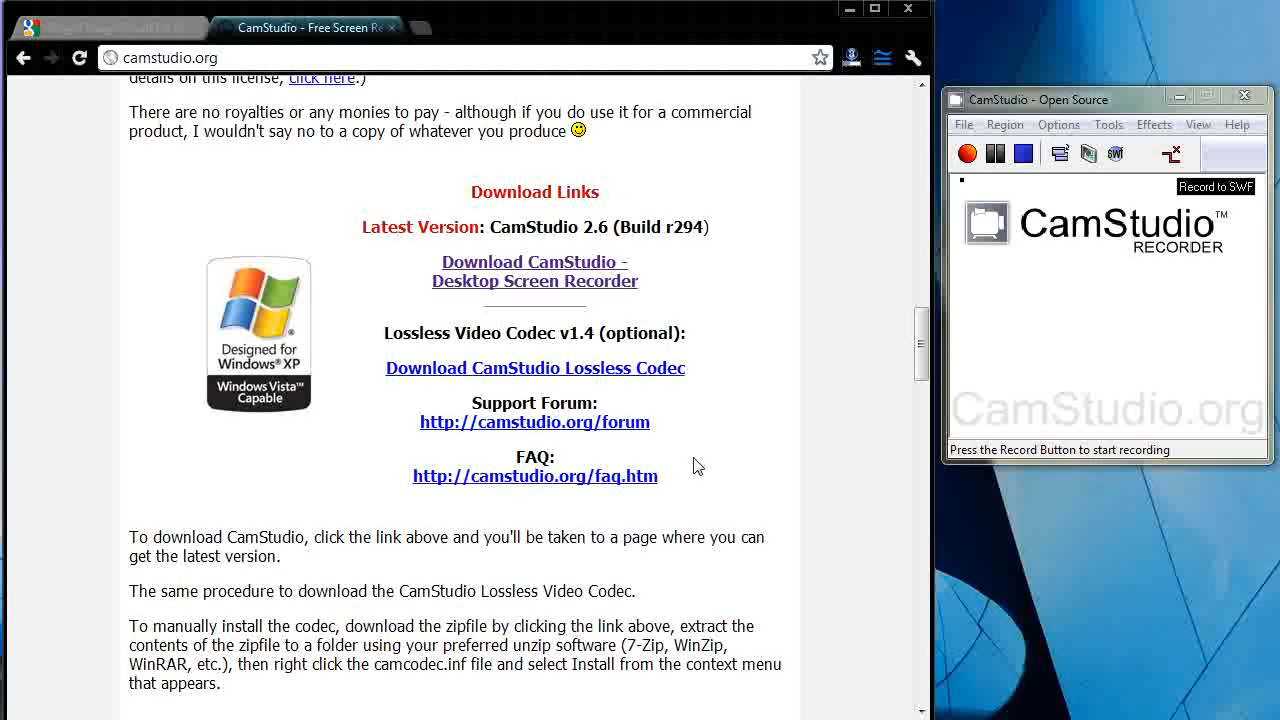 CamStudio - Free Screen Re
camstudio.org
details on this license, click here.)
There are no royalties or any monies to pay - although if you do use it for a commercial
product, I wouldn't say no to a copy of whatever you produce
Download Links
Latest Version: CamStudio 2.6 (Build r294)
Download CamStudio -
Desktop Screen Recorder
Designed for
Windows® XP
Windows Vista™
Capable
Lossless Video Codec v1.4 (optional):
Download CamStudio Lossless Codec
Support Forum:
http://camstudio.org/forum
FAQ:
http://camstudio.org/faq.htm
To download CamStudio, click the link above and you'll be taken to a page where you can
get the latest version.
The same procedure to download the CamStudio Lossless Video Codec.
To manually install the codec, download the zipfile by clicking the link above, extract the
contents of the zipfile to a folder using your preferred unzip software (7-Zip, WinZip,
WinRAR, etc.), then right click the camcodec.inf file and select Install from the context menu
that appears.
CamStudio - Open Source
File Region Options Tools Effects View Help
SWF
Record to SWF
CamStudio™
RECORDER
CamStudio.org
Press the Record Button to start recording